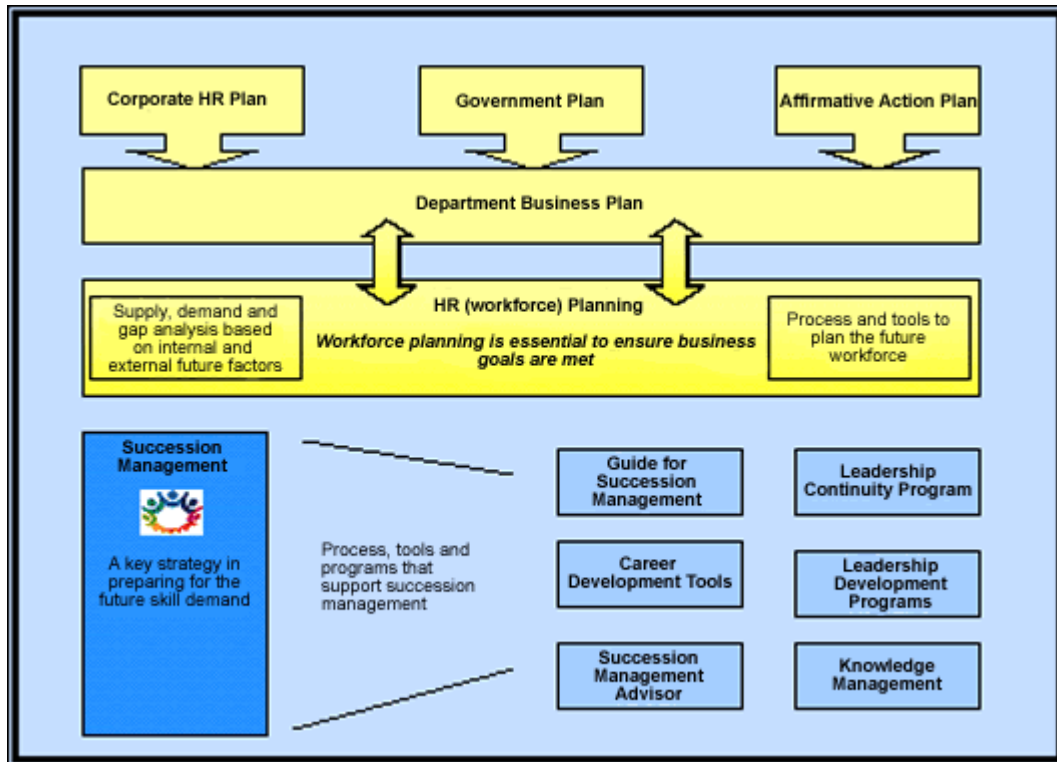 Corporate HR Plan
Government Plan
Affirmative Action Plan
Department Business Plan
HR (workforce) Planning
Supply, demand and
gap analysis based
on internal and
external future factors
Workforce planning is essential to ensure business
goals are met
Process and tools to
plan the future
workforce
Succession
Management
A key strategy in
preparing for the
future skill demand
Process, tools and
programs that
support succession
management
Guide for
Succession
Management
Leadership
Continuity Program
Career
Development Tools
Leadership
Development
Programs
Succession
Management
Advisor
Knowledge
Management